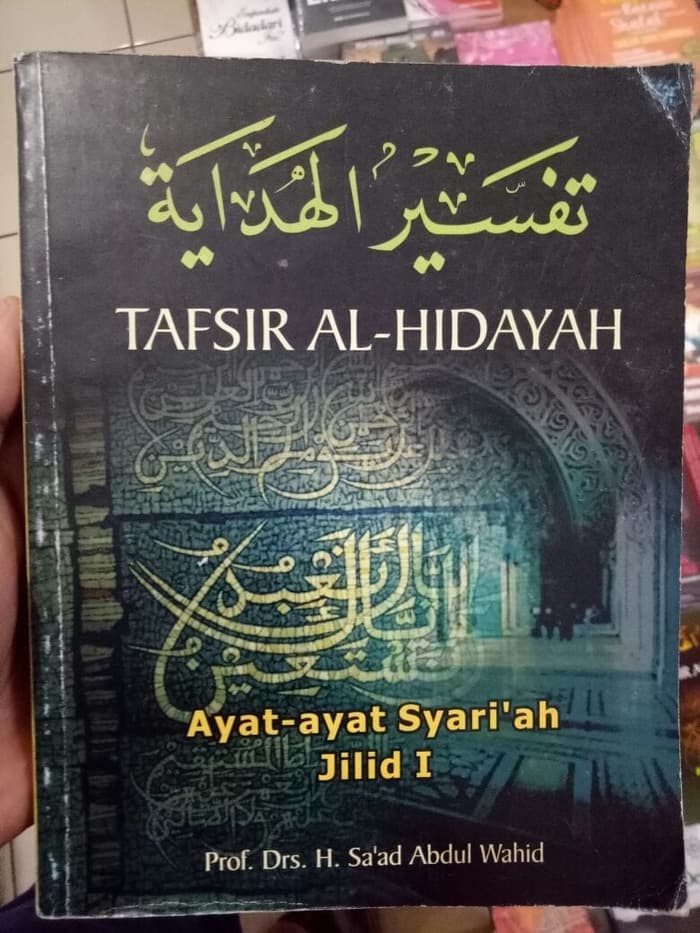 تفسير الهداية
TAFSIR AL-HIDAYAH
إياك نعبد
وإياك نستعين
Ayat-ayat Syari'ah
Jilid I
Prof. Drs. H. Sa'ad Abdul Wahid
Bidadari